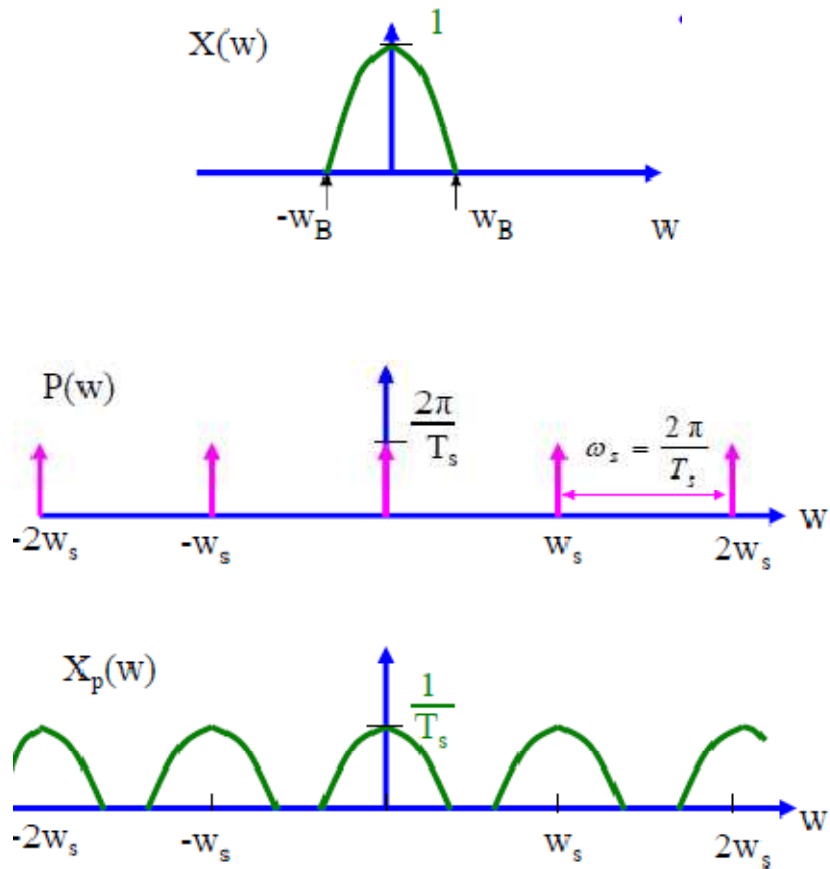 X(w)
1
-w_B
w_B
w
P(w)
2π/T_s
ω_s = 2π/T_s
w
-2w_s
-w_s
w_s
2w_s
X_p(w)
1/T_s
w
-2w_s
-w_s
w_s
2w_s